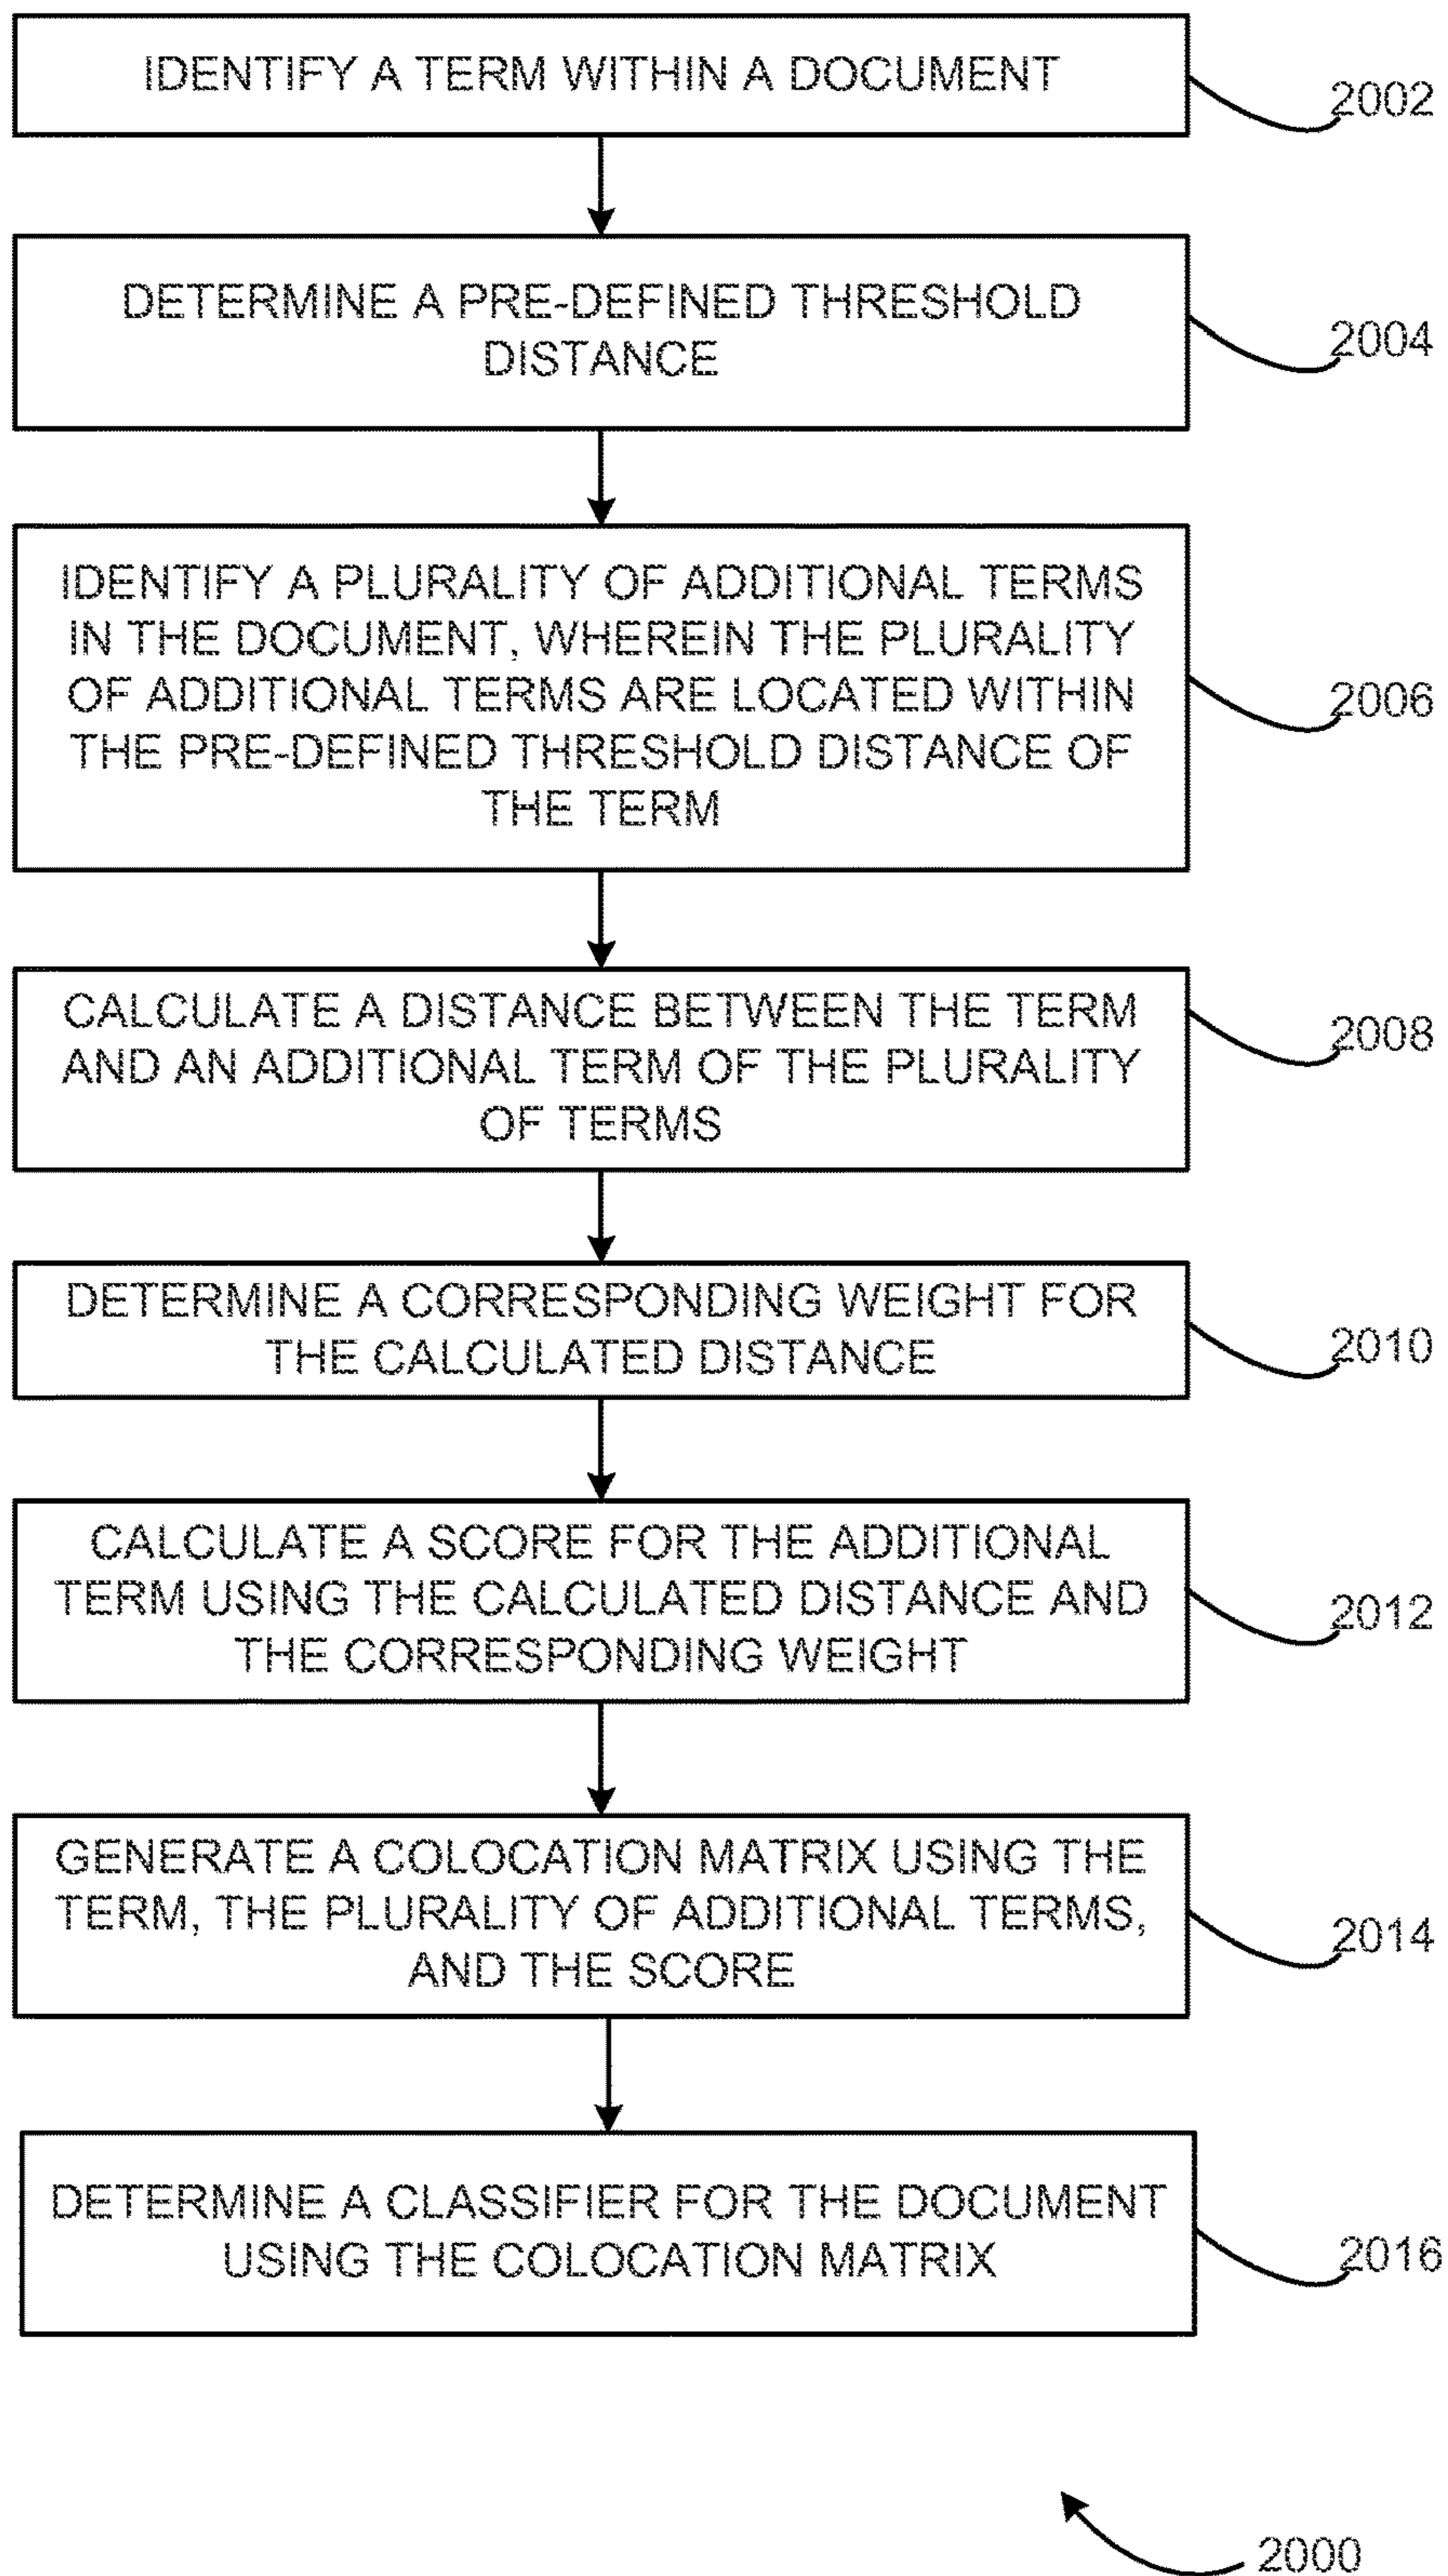 IDENTIFY A TERM WITHIN A DOCUMENT
2002
DETERMINE A PRE-DEFINED THRESHOLD
DISTANCE
2004
IDENTIFY A PLURALITY OF ADDITIONAL TERMS
IN THE DOCUMENT, WHEREIN THE PLURALITY
OF ADDITIONAL TERMS ARE LOCATED WITHIN
THE PRE-DEFINED THRESHOLD DISTANCE OF
THE TERM
2006
CALCULATE A DISTANCE BETWEEN THE TERM
AND AN ADDITIONAL TERM OF THE PLURALITY
OF TERMS
2008
DETERMINE A CORRESPONDING WEIGHT FOR
THE CALCULATED DISTANCE
2010
CALCULATE A SCORE FOR THE ADDITIONAL
TERM USING THE CALCULATED DISTANCE AND
THE CORRESPONDING WEIGHT
2012
GENERATE A COLOCATION MATRIX USING THE
TERM, THE PLURALITY OF ADDITIONAL TERMS,
AND THE SCORE
2014
DETERMINE A CLASSIFIER FOR THE DOCUMENT
USING THE COLOCATION MATRIX
2016
2000